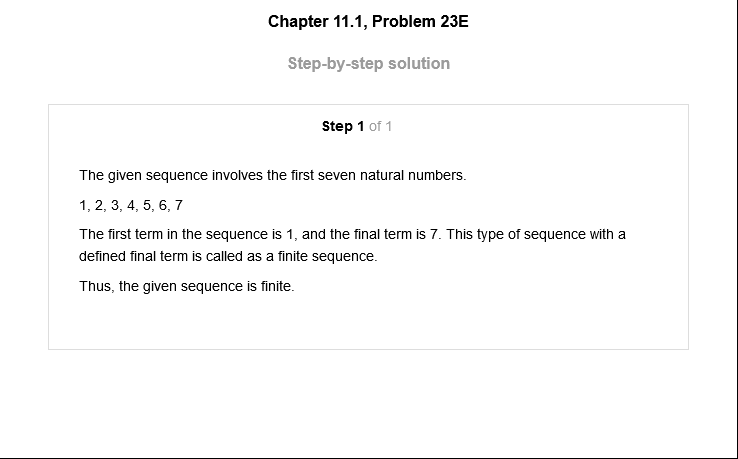 Chapter 11.1, Problem 23E
Step-by-step solution
Step 1 of 1
The given sequence involves the first seven natural numbers.
1, 2, 3, 4, 5, 6, 7
The first term in the sequence is 1, and the final term is 7. This type of sequence with a
defined final term is called as a finite sequence.
Thus, the given sequence is finite.